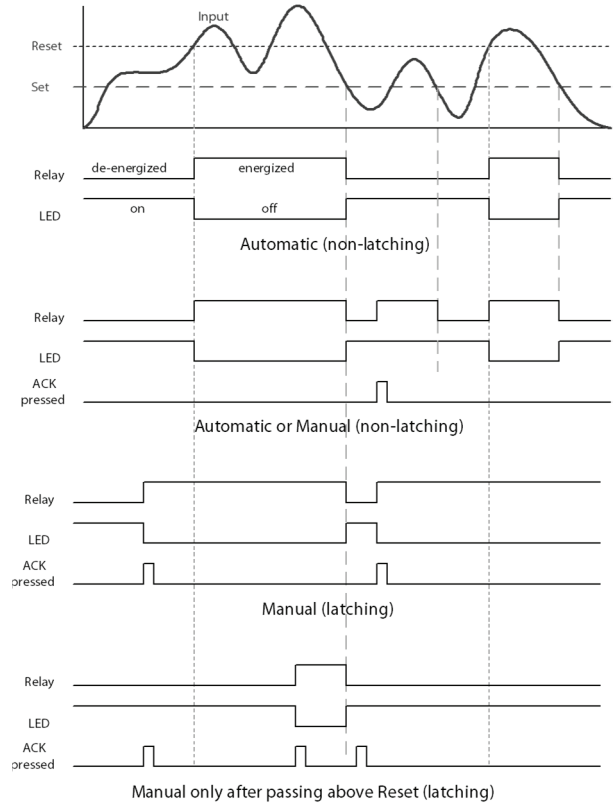 Input
Reset
Set
de-energized energized
Relay
on off
LED
Automatic (non-latching)
Relay
LED
ACK
pressed
Automatic or Manual (non-latching)
Relay
LED
ACK
pressed
Manual (latching)
Relay
LED
ACK
pressed
Manual only after passing above Reset (latching)